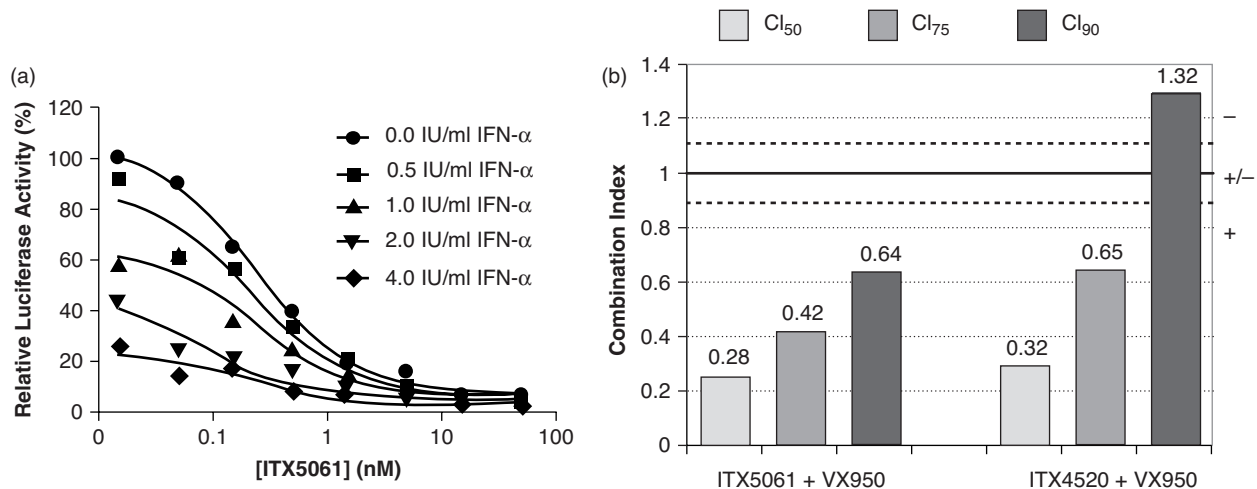 (a)
Relative Luciferase Activity (%)
120
100
80
60
40
20
0
0
0.1
1
10
100
[ITX5061] (nM)
0.0 IU/ml IFN-α
0.5 IU/ml IFN-α
1.0 IU/ml IFN-α
2.0 IU/ml IFN-α
4.0 IU/ml IFN-α
CI50
CI75
CI90
(b)
Combination Index
1.4
1.2
1
0.8
0.6
0.4
0.2
0
0.28
0.42
0.64
0.32
0.65
1.32
–
+/–
+
ITX5061 + VX950
ITX4520 + VX950